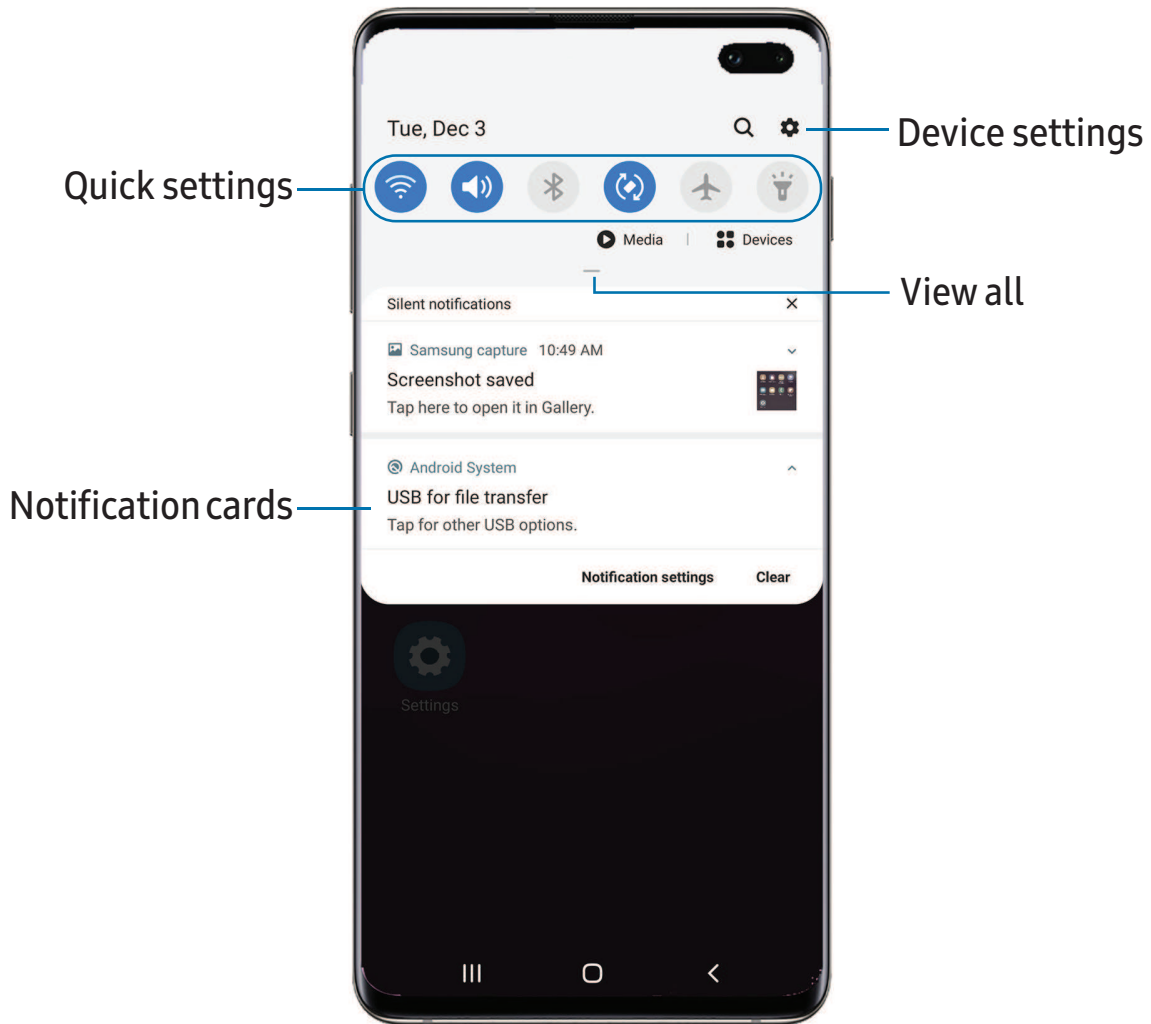 Tue, Dec 3
Device settings
Quick settings
Media
Devices
View all
Silent notifications
Samsung capture 10:49 AM
Screenshot saved
Tap here to open it in Gallery.
Android System
USB for file transfer
Notification cards
Tap for other USB options.
Notification settings Clear
Settings